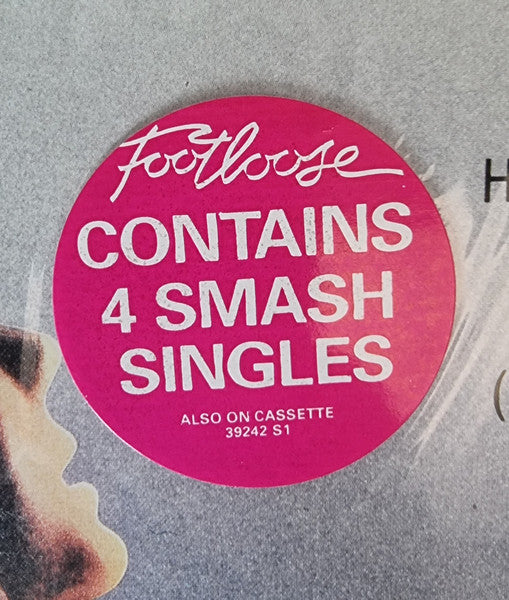 Footloose
CONTAINS
4 SMASH
SINGLES
ALSO ON CASSETTE
39242 S1
H
(